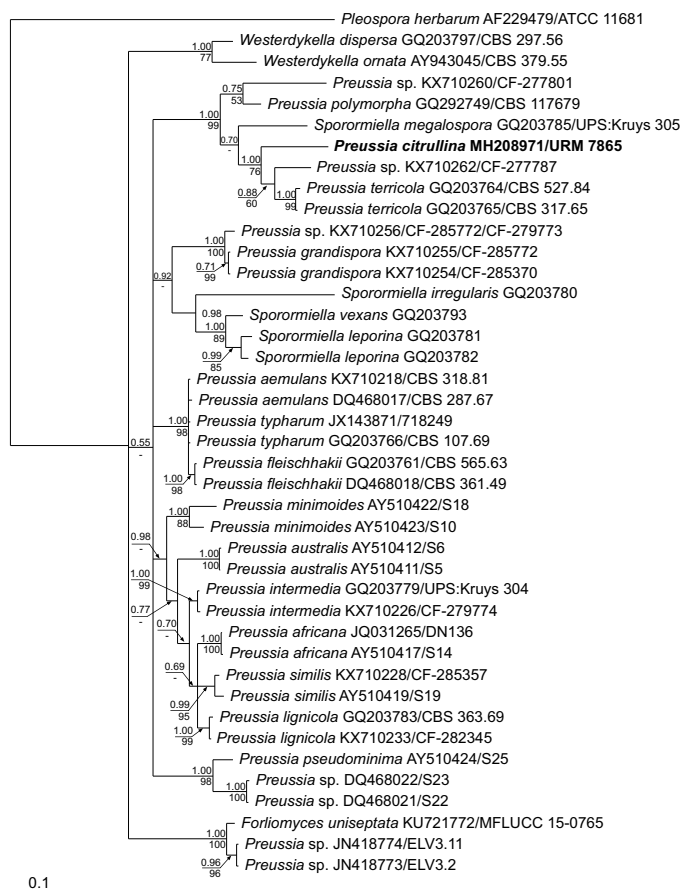 Pleospora herbarum AF229479/ATCC 11681
Westerdykella dispersa GQ203797/CBS 297.56
1.00
77
Westerdykella ornata AY943045/CBS 379.55
Preussia sp. KX710260/CF-277801
0.75
53
Preussia polymorpha GQ292749/CBS 117679
1.00
99
Sporormiella megalospora GQ203785/UPS:Kruys 305
0.70
-
Preussia citrullina MH208971/URM 7865
1.00
76
Preussia sp. KX710262/CF-277787
0.88
60
Preussia terricola GQ203764/CBS 527.84
1.00
99
Preussia terricola GQ203765/CBS 317.65
Preussia sp. KX710256/CF-285772/CF-279773
1.00
100
Preussia grandispora KX710255/CF-285772
0.71
99
Preussia grandispora KX710254/CF-285370
0.92
-
Sporormiella irregularis GQ203780
0.98
Sporormiella vexans GQ203793
1.00
89
Sporormiella leporina GQ203781
0.99
85
Sporormiella leporina GQ203782
Preussia aemulans KX710218/CBS 318.81
Preussia aemulans DQ468017/CBS 287.67
1.00
98
Preussia typharum JX143871/718249
Preussia typharum GQ203766/CBS 107.69
0.55
-
Preussia fleischhakii GQ203761/CBS 565.63
1.00
98
Preussia fleischhakii DQ468018/CBS 361.49
Preussia minimoides AY510422/S18
1.00
88
Preussia minimoides AY510423/S10
0.98
-
Preussia australis AY510412/S6
1.00
100
Preussia australis AY510411/S5
1.00
99
Preussia intermedia GQ203779/UPS:Kruys 304
Preussia intermedia KX710226/CF-279774
0.77
-
0.70
-
Preussia africana JQ031265/DN136
1.00
100
Preussia africana AY510417/S14
0.69
-
Preussia similis KX710228/CF-285357
0.99
95
Preussia similis AY510419/S19
Preussia lignicola GQ203783/CBS 363.69
1.00
99
Preussia lignicola KX710233/CF-282345
Preussia pseudominima AY510424/S25
1.00
98
Preussia sp. DQ468022/S23
1.00
100
Preussia sp. DQ468021/S22
Forliomyces uniseptata KU721772/MFLUCC 15-0765
1.00
100
Preussia sp. JN418774/ELV3.11
0.96
96
Preussia sp. JN418773/ELV3.2
0.1